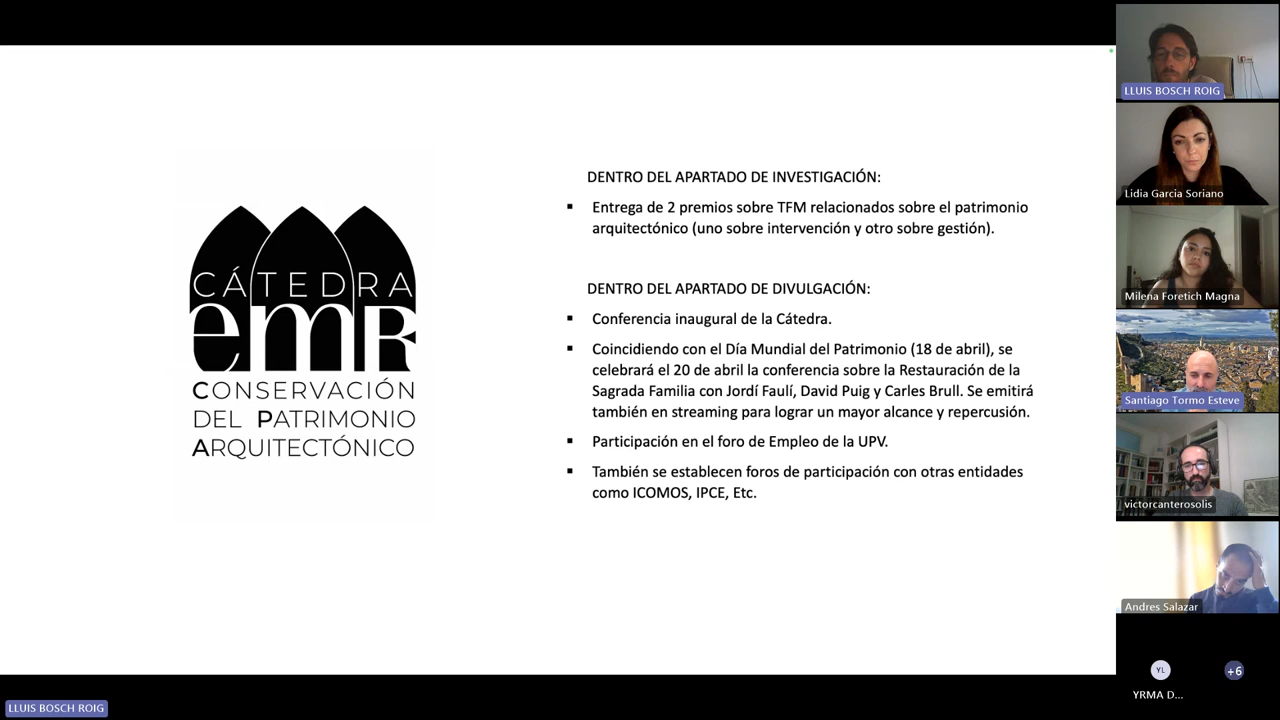 CÁTEDRA
emR
CONSERVACIÓN
DEL PATRIMONIO
ARQUITECTÓNICO
DENTRO DEL APARTADO DE INVESTIGACIÓN:
▪ Entrega de 2 premios sobre TFM relacionados sobre el patrimonio
arquitectónico (uno sobre intervención y otro sobre gestión).
DENTRO DEL APARTADO DE DIVULGACIÓN:
▪ Conferencia inaugural de la Cátedra.
▪ Coincidiendo con el Día Mundial del Patrimonio (18 de abril), se
celebrará el 20 de abril la conferencia sobre la Restauración de la
Sagrada Familia con Jordí Faulí, David Puig y Carles Brull. Se emitirá
también en streaming para lograr un mayor alcance y repercusión.
▪ Participación en el foro de Empleo de la UPV.
▪ También se establecen foros de participación con otras entidades
como ICOMOS, IPCE, Etc.
LLUIS BOSCH ROIG
Lidia Garcia Soriano
Milena Foretich Magna
Santiago Tormo Esteve
victorcanterosolis
Andres Salazar
YL
+6
YRMA D...
LLUIS BOSCH ROIG